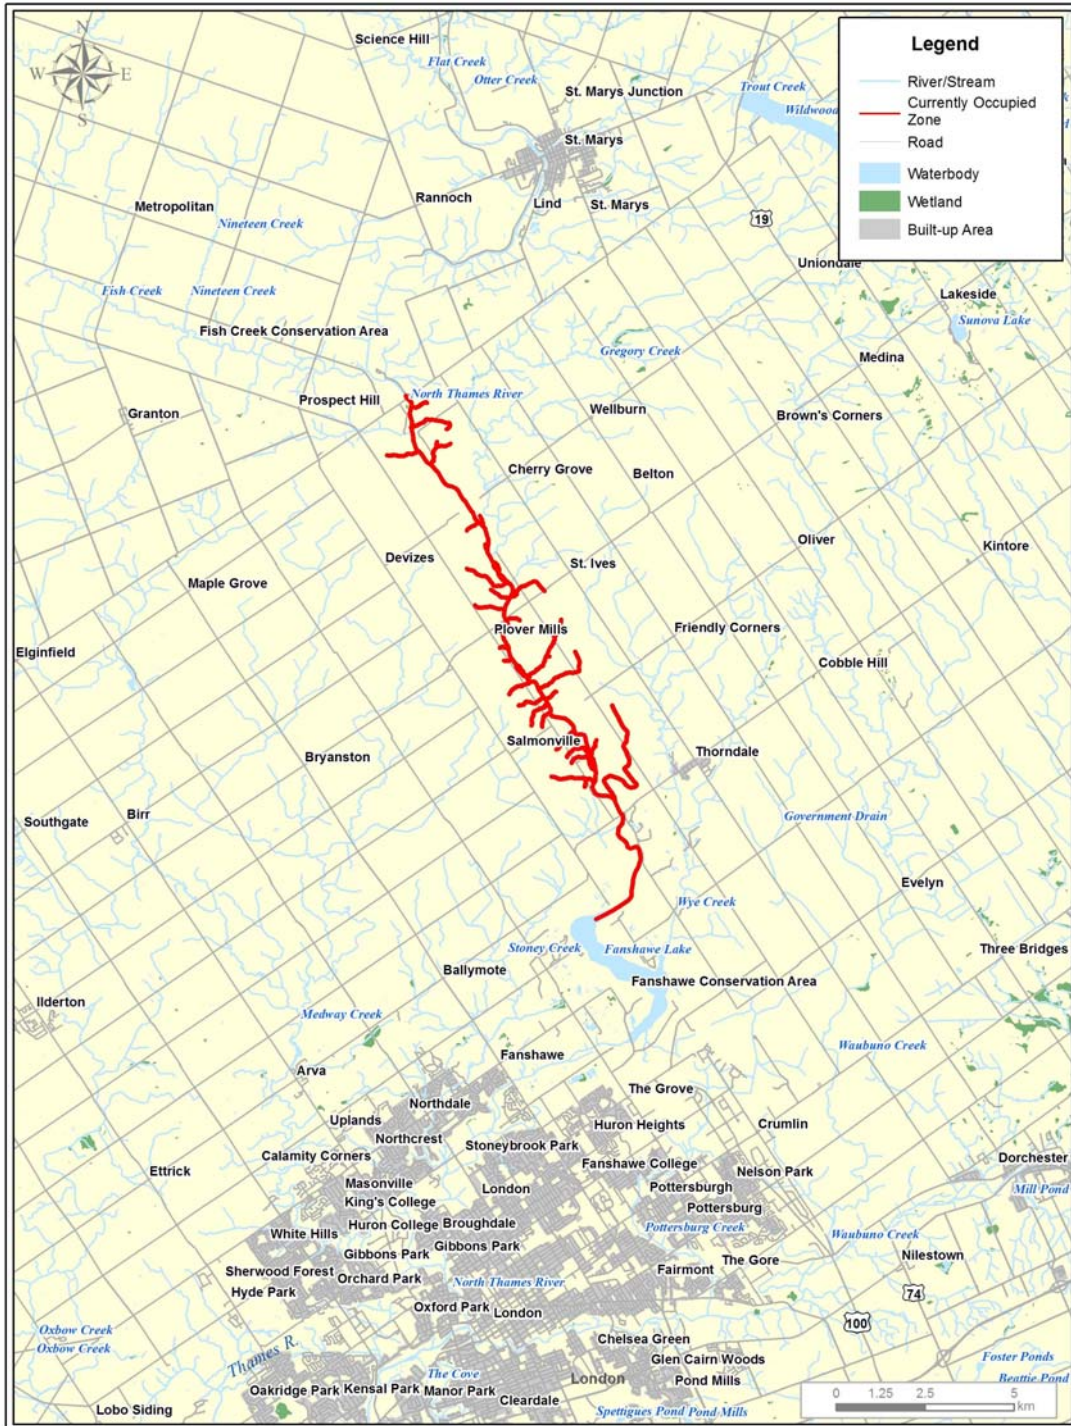 N
W
E
S
Science Hill
Flat Creek
Otter Creek
St. Marys Junction
Trout Creek
Wildwood
Legend
River/Stream
Currently Occupied
Zone
Road
Waterbody
Wetland
Built-up Area
St. Marys
Rannoch
Lind
St. Marys
Metropolitan
Nineteen Creek
19
Uniondale
Fish Creek
Nineteen Creek
Lakeside
Sunova Lake
Fish Creek Conservation Area
Gregory Creek
Medina
North Thames River
Prospect Hill
Granton
Wellburn
Brown's Corners
Cherry Grove
Belton
Oliver
Kintore
Devizes
St. Ives
Maple Grove
Plover Mills
Friendly Corners
Elginfield
Cobble Hill
Salmonville
Thorndale
Bryanston
Birr
Southgate
Government Drain
Evelyn
Wye Creek
Stoney Creek
Fanshawe Lake
Three Bridges
Ballymote
Fanshawe Conservation Area
Ilderton
Medway Creek
Waubuno Creek
Fanshawe
Arva
The Grove
Northdale
Uplands
Huron Heights
Crumlin
Northcrest
Stoneybrook Park
Calamity Corners
Fanshawe College
Dorchester
Ettrick
Nelson Park
Masonville
London
Pottersburgh
Mill Pond
King's College
Pottersburg
Huron College
Broughdale
White Hills
Pottersburg Creek
Waubuno Creek
Gibbons Park
Gibbons Park
Nilestown
The Gore
Sherwood Forest
Orchard Park
Fairmont
North Thames River
Hyde Park
74
Oxford Park
London
100
Oxbow Creek
Oxbow Creek
Chelsea Green
Thames R.
Glen Cairn Woods
Foster Ponds
The Cove
London
Pond Mills
Beattie Pond
Oakridge Park
Kensal Park
Manor Park
Cleardale
Lobo Siding
Spettigues Pond
Pond Mills
0
1.25
2.5
5
km